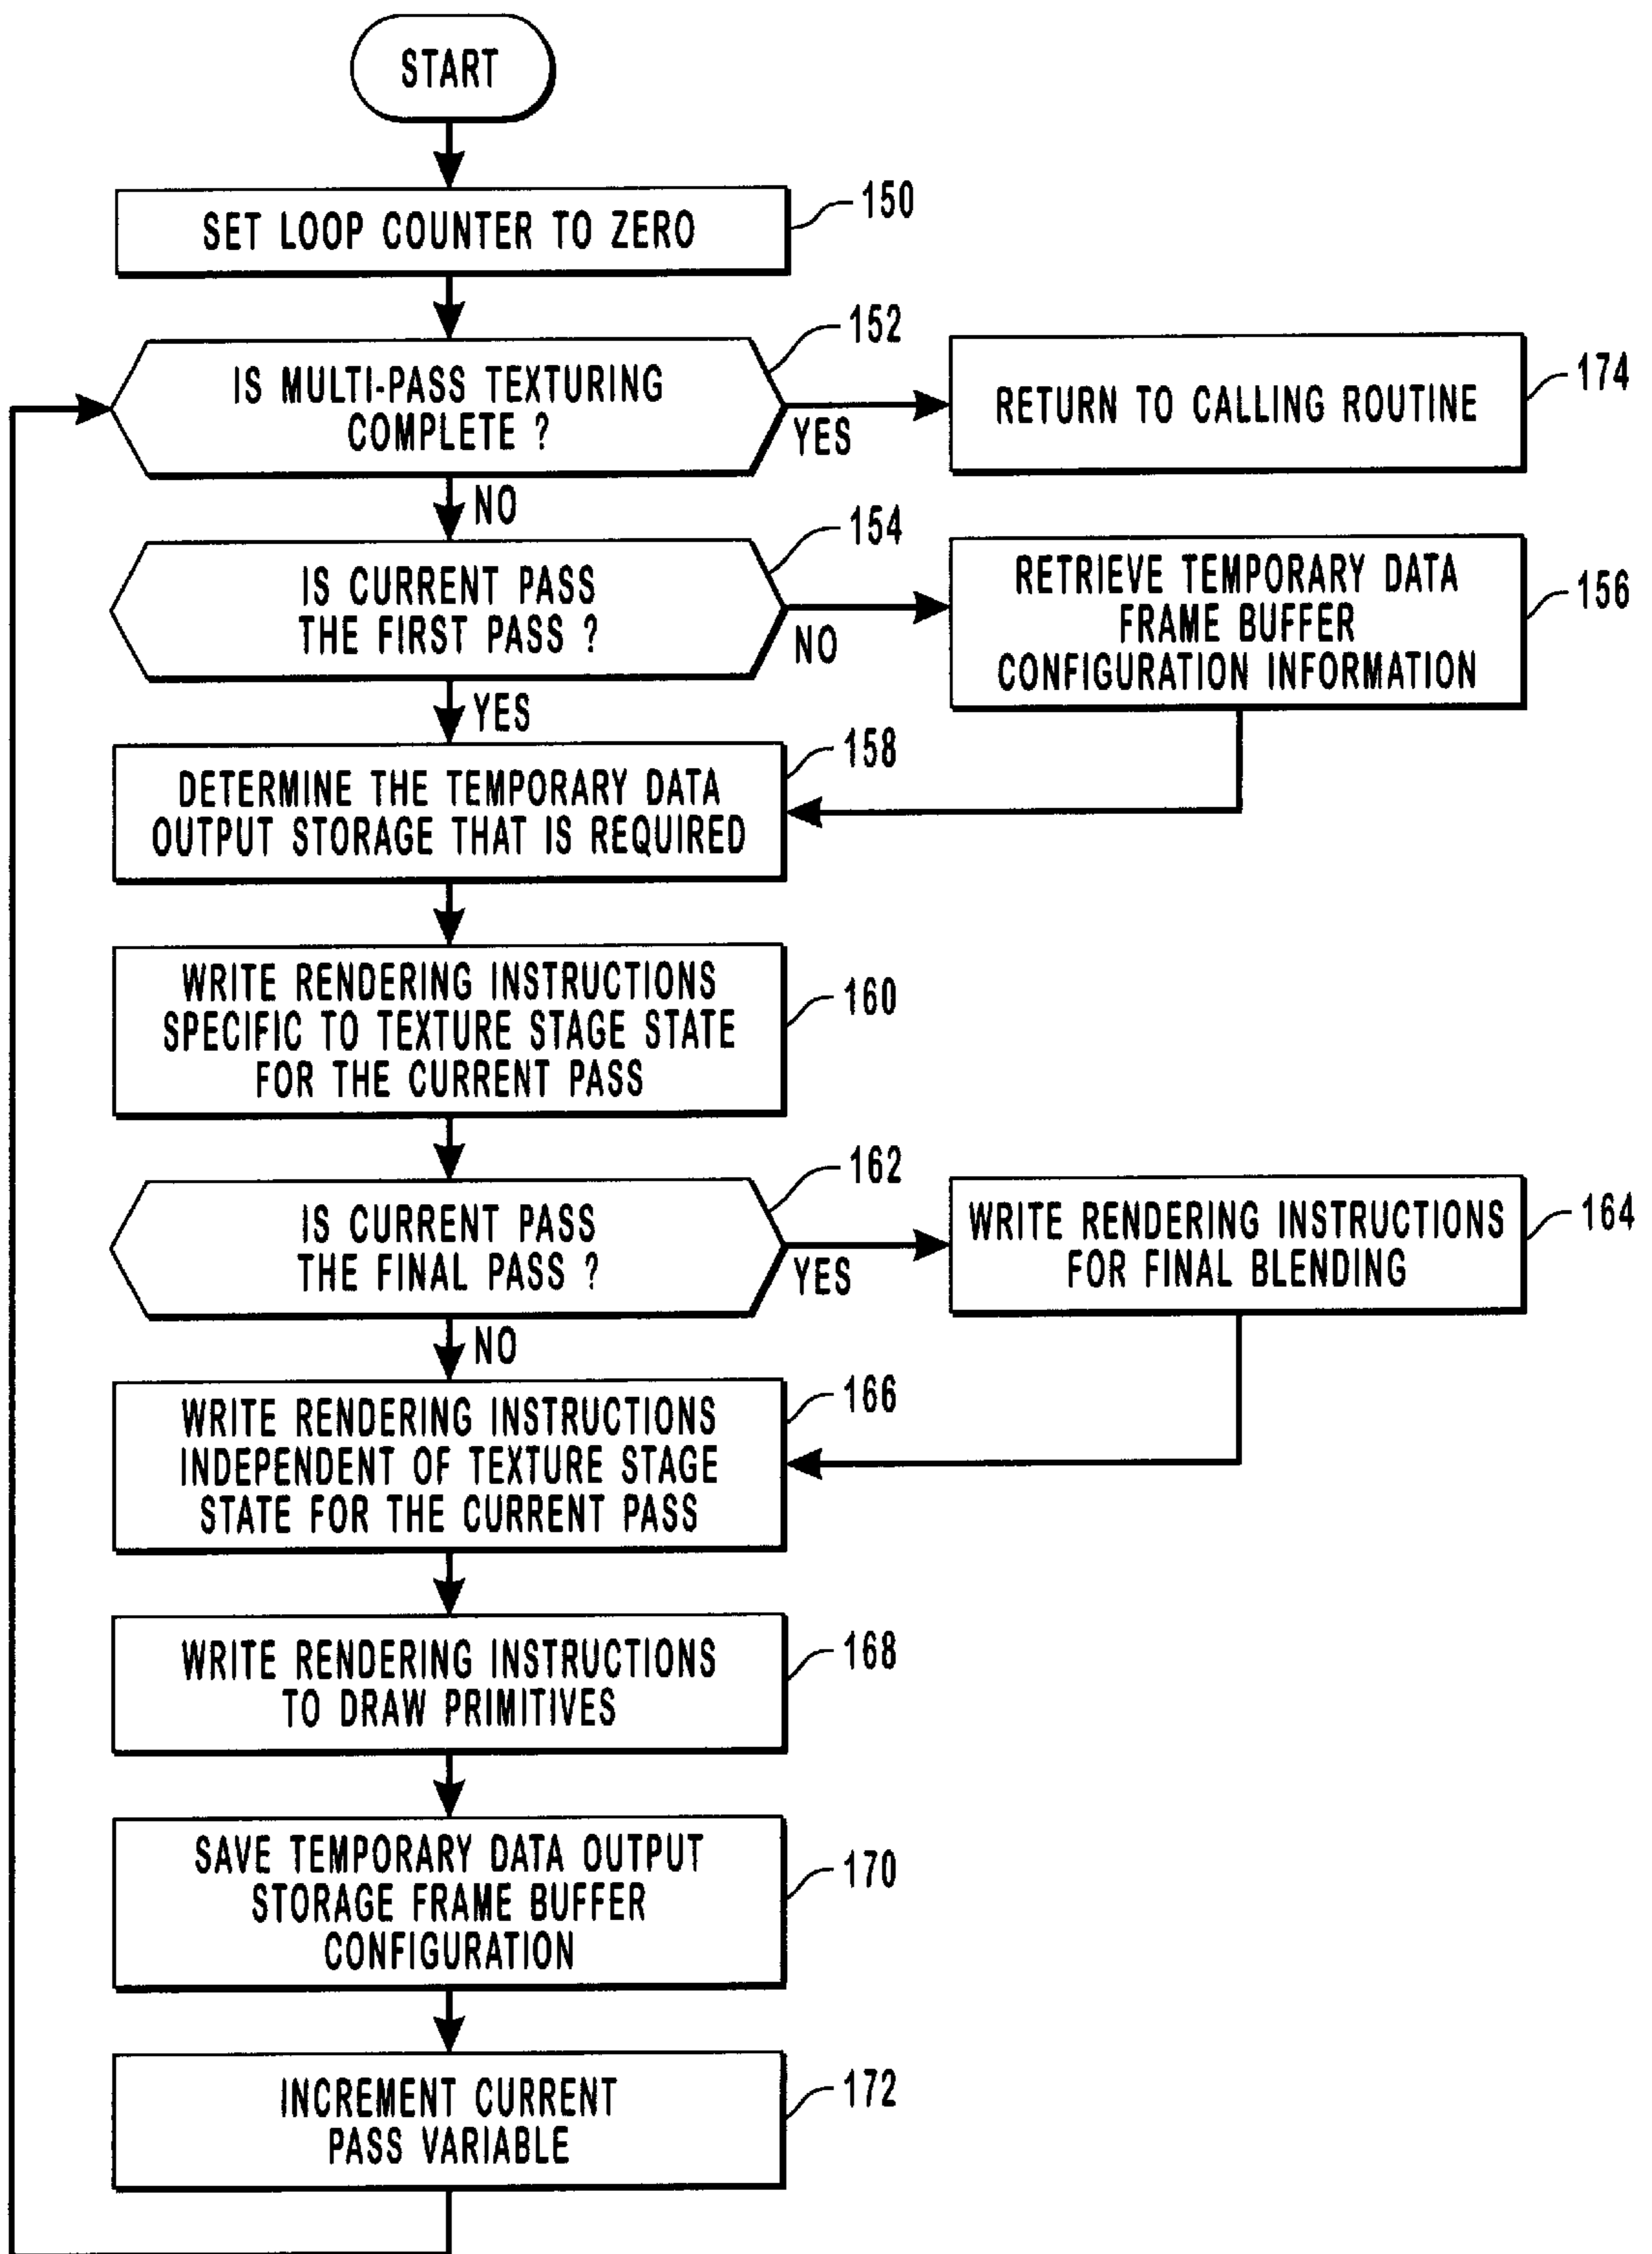 START
SET LOOP COUNTER TO ZERO
150
IS MULTI-PASS TEXTURING
COMPLETE ?
152
YES
RETURN TO CALLING ROUTINE
174
NO
IS CURRENT PASS
THE FIRST PASS ?
154
NO
RETRIEVE TEMPORARY DATA
FRAME BUFFER
CONFIGURATION INFORMATION
156
YES
DETERMINE THE TEMPORARY DATA
OUTPUT STORAGE THAT IS REQUIRED
158
WRITE RENDERING INSTRUCTIONS
SPECIFIC TO TEXTURE STAGE STATE
FOR THE CURRENT PASS
160
IS CURRENT PASS
THE FINAL PASS ?
162
YES
WRITE RENDERING INSTRUCTIONS
FOR FINAL BLENDING
164
NO
WRITE RENDERING INSTRUCTIONS
INDEPENDENT OF TEXTURE STAGE
STATE FOR THE CURRENT PASS
166
WRITE RENDERING INSTRUCTIONS
TO DRAW PRIMITIVES
168
SAVE TEMPORARY DATA OUTPUT
STORAGE FRAME BUFFER
CONFIGURATION
170
INCREMENT CURRENT
PASS VARIABLE
172